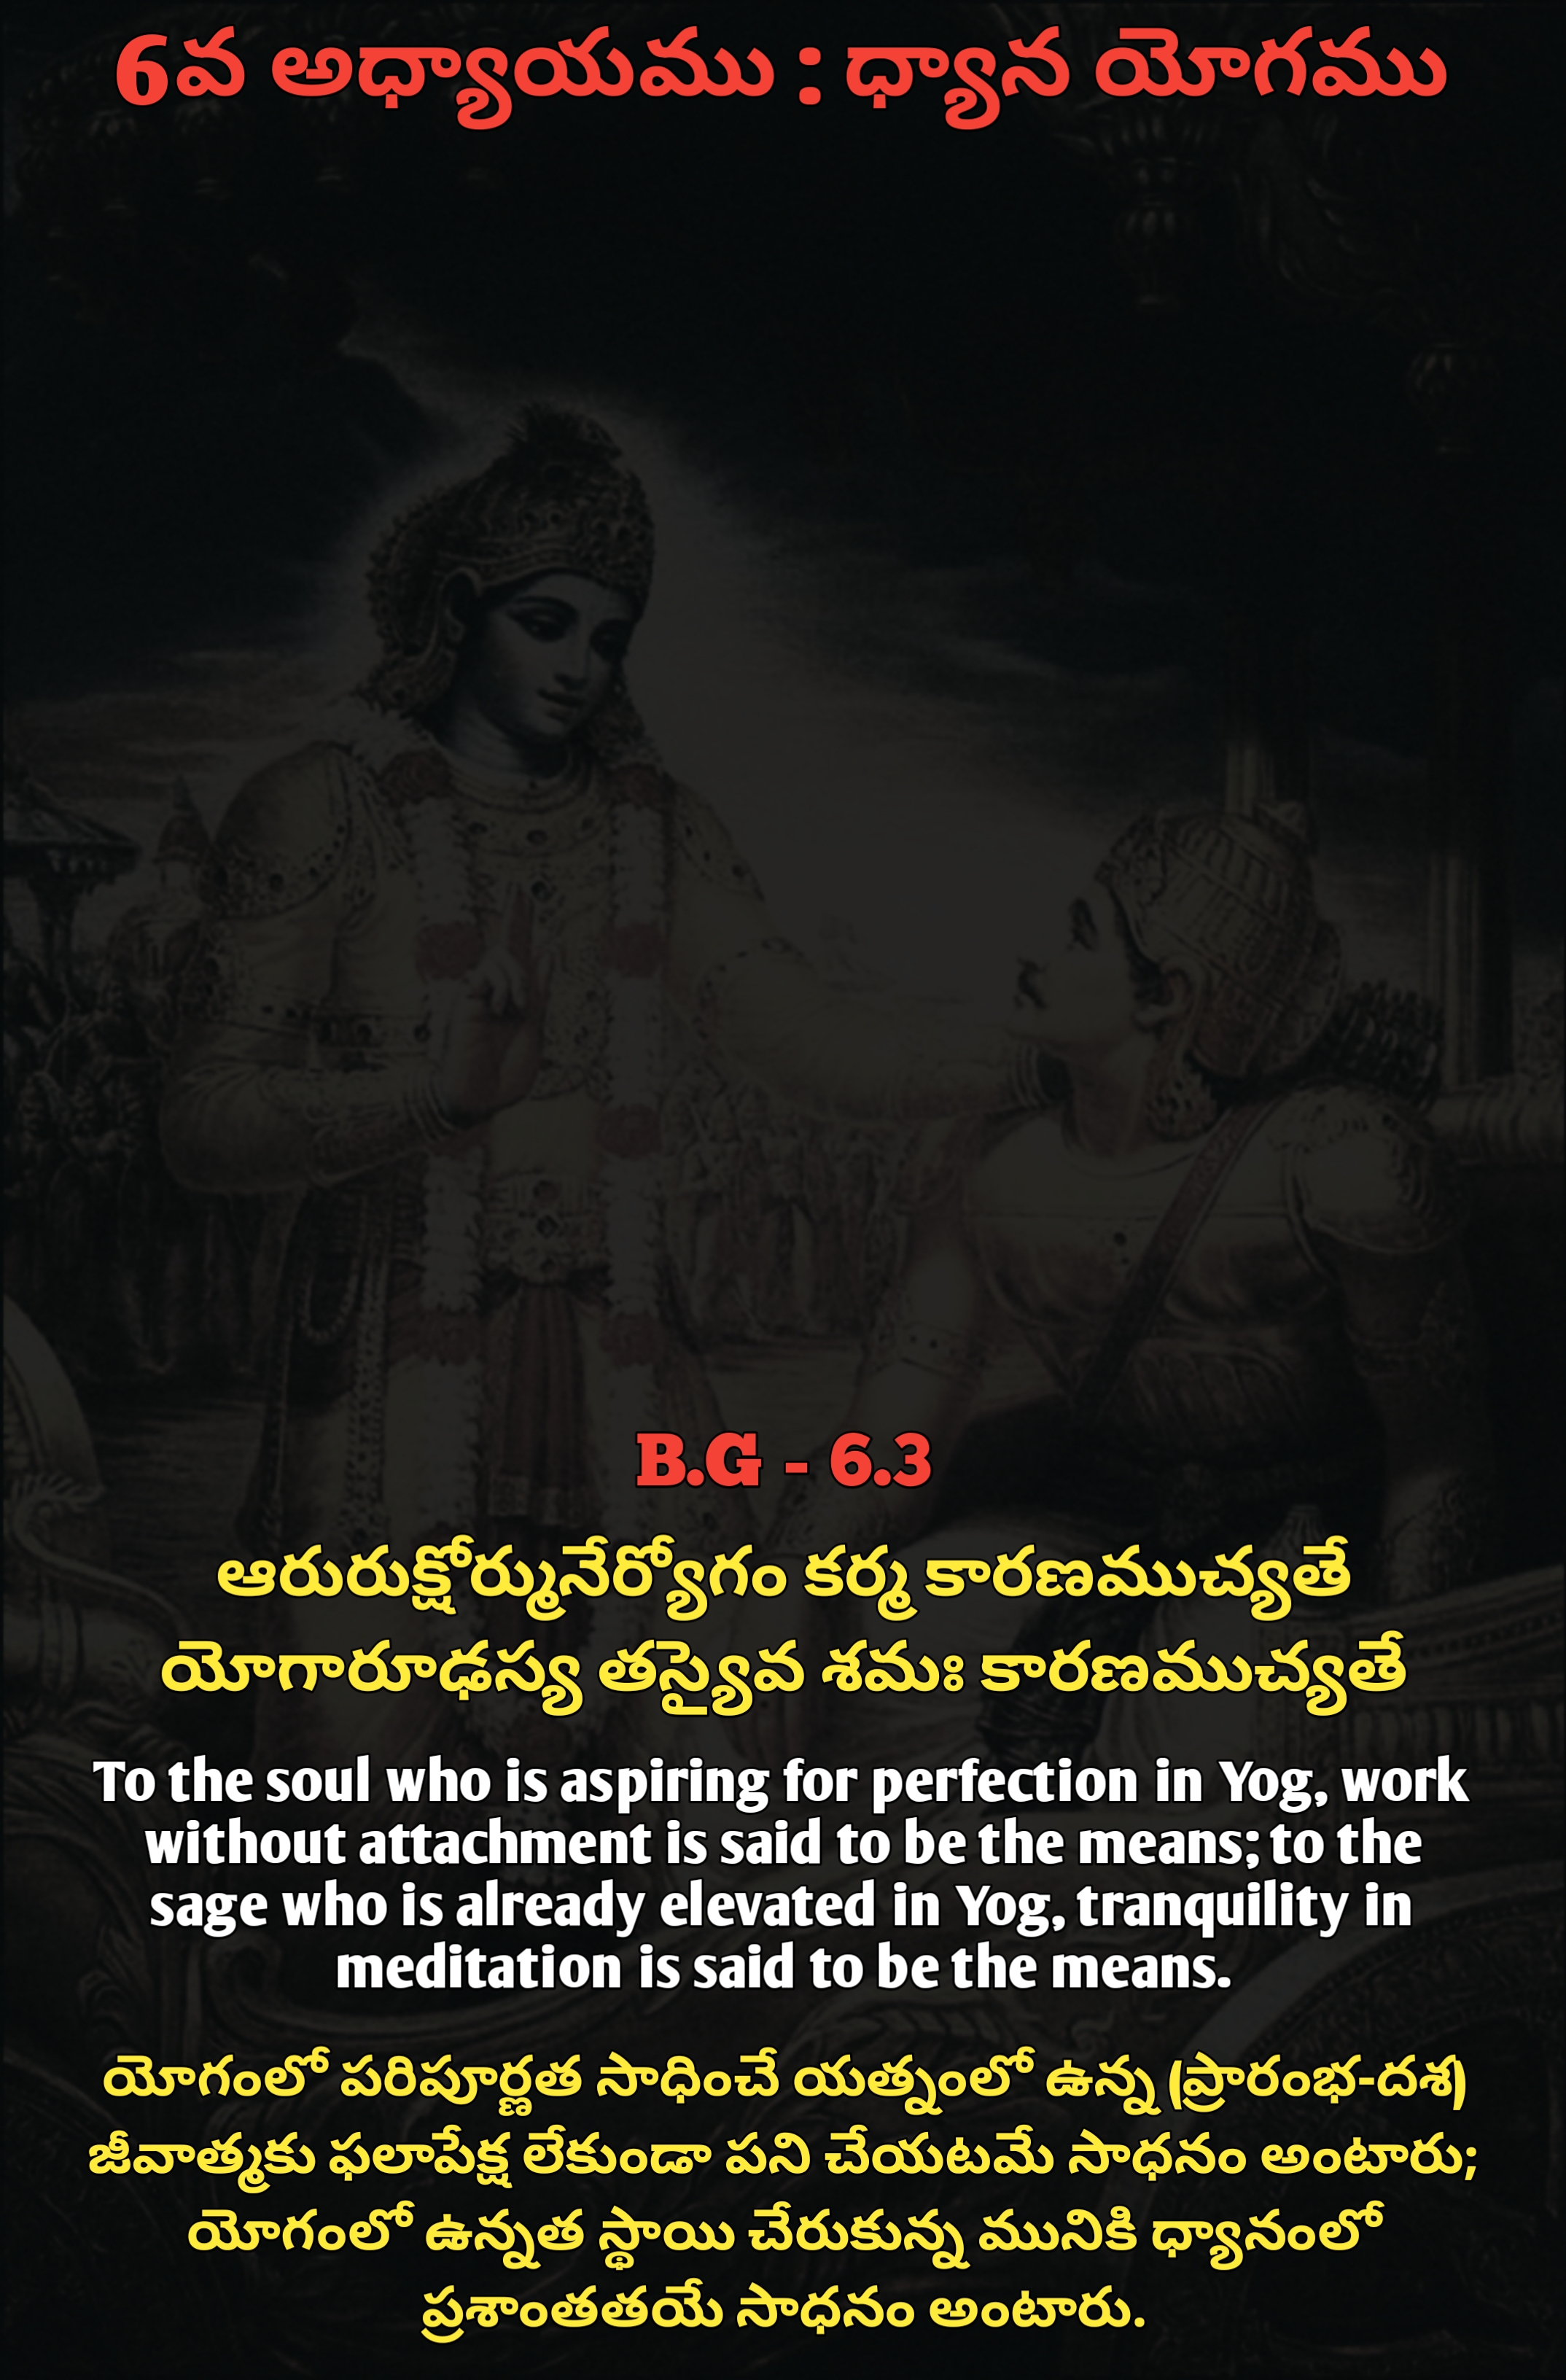 6వ అధ్యాయము : ధ్యాన యోగము
B.G - 6.3
ఆరురుక్షోర్మునేర్యోగం కర్మ కారణముచ్యతే
యోగారూఢస్య తస్యైవ శమః కారణముచ్యతే
To the soul who is aspiring for perfection in Yog, work
without attachment is said to be the means; to the
sage who is already elevated in Yog, tranquility in
meditation is said to be the means.
యోగంలో పరిపూర్ణత సాధించే యత్నంలో ఉన్న (ప్రారంభ-దశ)
జీవాత్మకు ఫలాపేక్ష లేకుండా పని చేయటమే సాధనం అంటారు;
యోగంలో ఉన్నత స్థాయి చేరుకున్న మునికి ధ్యానంలో
ప్రశాంతతయే సాధనం అంటారు.